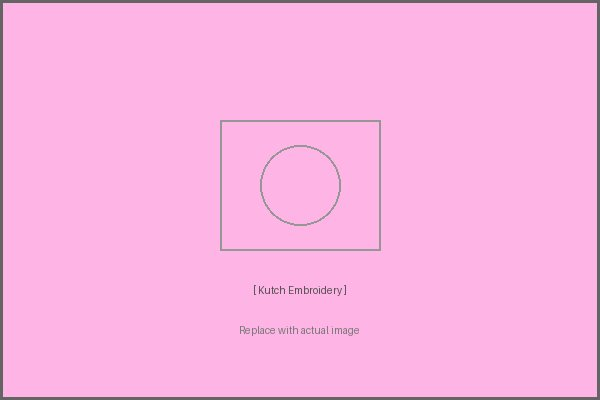 [ Kutch Embroidery ]
Replace with actual image